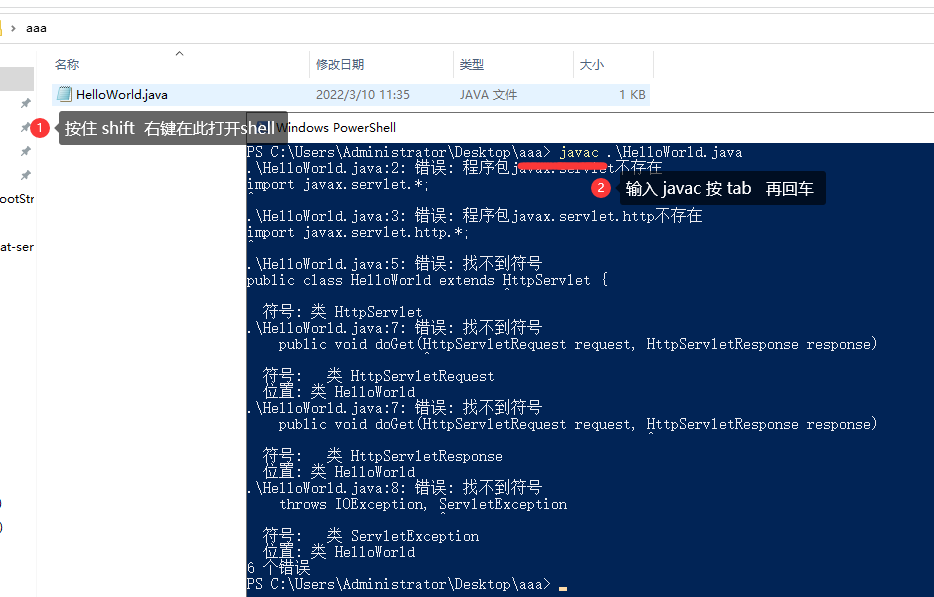 aaa
名称 修改日期 类型 大小
HelloWorld.java 2022/3/10 11:35 JAVA 文件 1 KB
1 按住 shift 右键在此打开shell
Windows PowerShell
PS C:\Users\Administrator\Desktop\aaa> javac .\HelloWorld.java
.\HelloWorld.java:2: 错误: 程序包javax.servlet不存在
import javax.servlet.*;
^
2 输入 javac 按 tab 再回车
ootStr
.\HelloWorld.java:3: 错误: 程序包javax.servlet.http不存在
import javax.servlet.http.*;
^
at-ser
.\HelloWorld.java:5: 错误: 找不到符号
public class HelloWorld extends HttpServlet {
^
符号: 类 HttpServlet
.\HelloWorld.java:7: 错误: 找不到符号
public void doGet(HttpServletRequest request, HttpServletResponse response)
^
符号: 类 HttpServletRequest
位置: 类 HelloWorld
.\HelloWorld.java:7: 错误: 找不到符号
public void doGet(HttpServletRequest request, HttpServletResponse response)
^
符号: 类 HttpServletResponse
位置: 类 HelloWorld
.\HelloWorld.java:8: 错误: 找不到符号
throws IOException, ServletException
^
)
符号: 类 ServletException
位置: 类 HelloWorld
6 个错误
PS C:\Users\Administrator\Desktop\aaa>